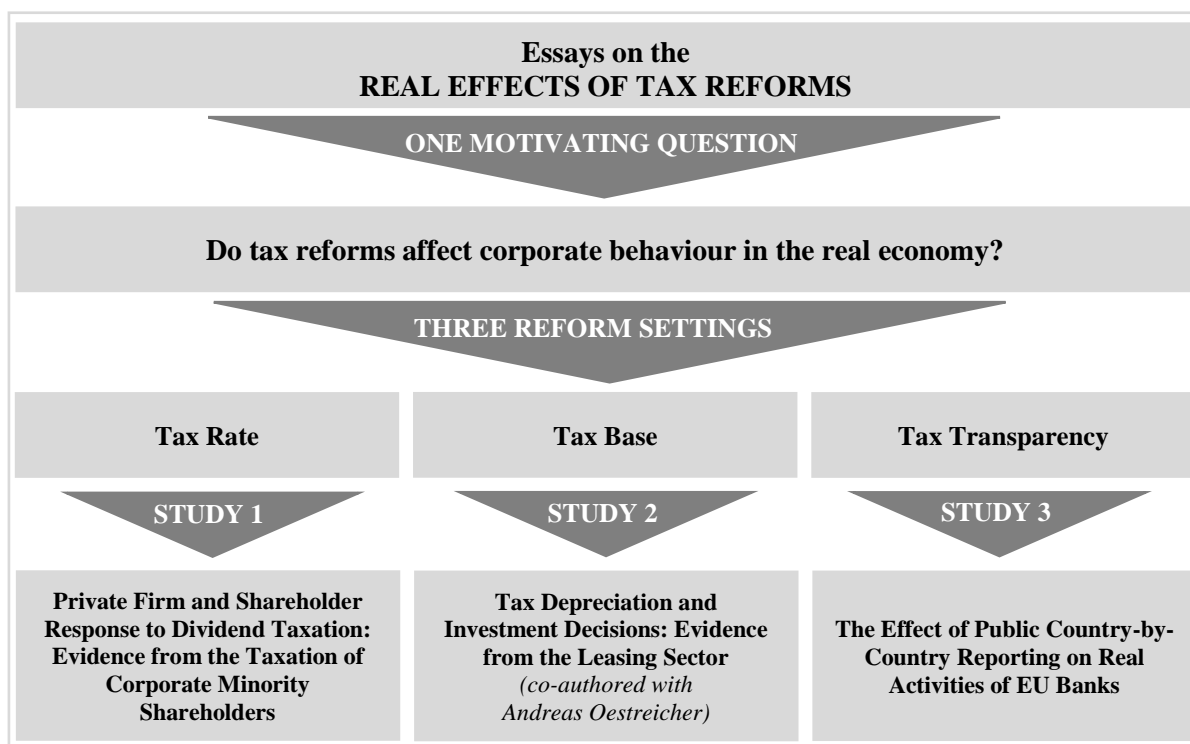 Essays on the
REAL EFFECTS OF TAX REFORMS
ONE MOTIVATING QUESTION
Do tax reforms affect corporate behaviour in the real economy?
THREE REFORM SETTINGS
Tax Rate
Tax Base
Tax Transparency
STUDY 1
STUDY 2
STUDY 3
Private Firm and Shareholder
Response to Dividend Taxation:
Evidence from the Taxation of
Corporate Minority
Shareholders
Tax Depreciation and
Investment Decisions: Evidence
from the Leasing Sector
(co-authored with
Andreas Oestreicher)
The Effect of Public Country-by-
Country Reporting on Real
Activities of EU Banks